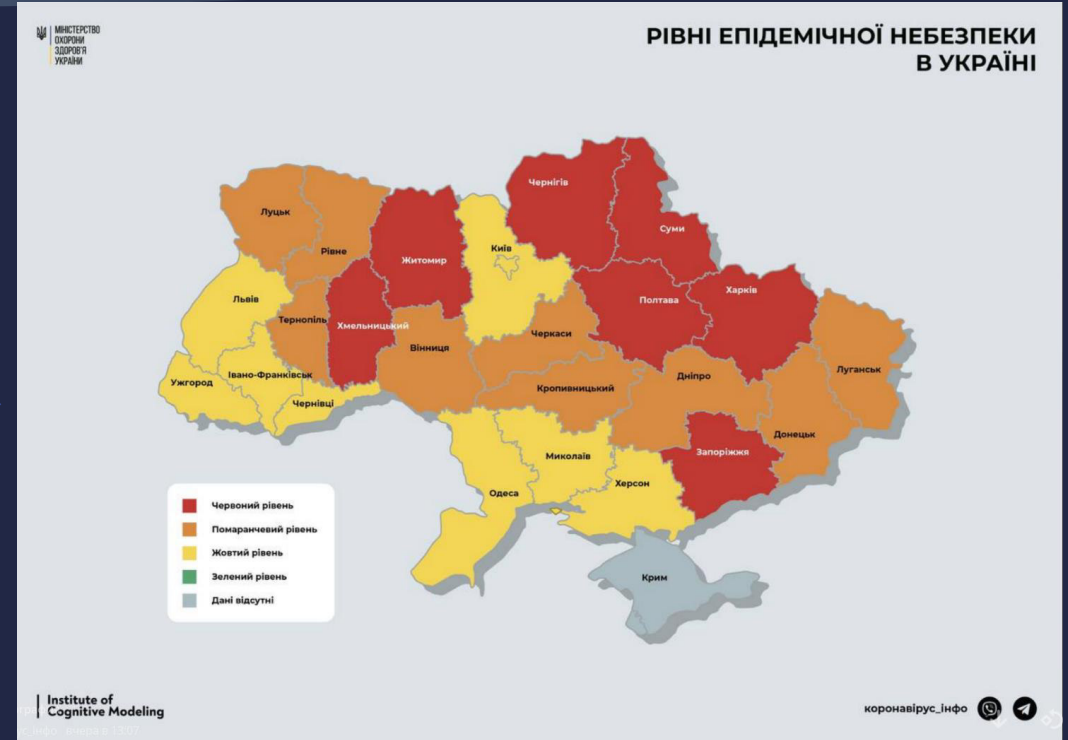 МІНІСТЕРСТВО
ОХОРОНИ
ЗДОРОВ'Я
УКРАЇНИ
РІВНІ ЕПІДЕМІЧНОЇ НЕБЕЗПЕКИ
В УКРАЇНІ
Чернігів
Луцьк
Суми
Рівне
Київ
Житомир
Харків
Львів
Полтава
Тернопіль
Хмельницький
Черкаси
Вінниця
Луганськ
Івано-Франківськ
Дніпро
Ужгород
Кропивницький
Чернівці
Донецьк
Запоріжжя
Миколаїв
Херсон
Одеса
Червоний рівень
Помаранчевий рівень
Жовтий рівень
Зелений рівень
Дані відсутні
Крим
Institute of
Cognitive Modeling
коронавірус_інфо